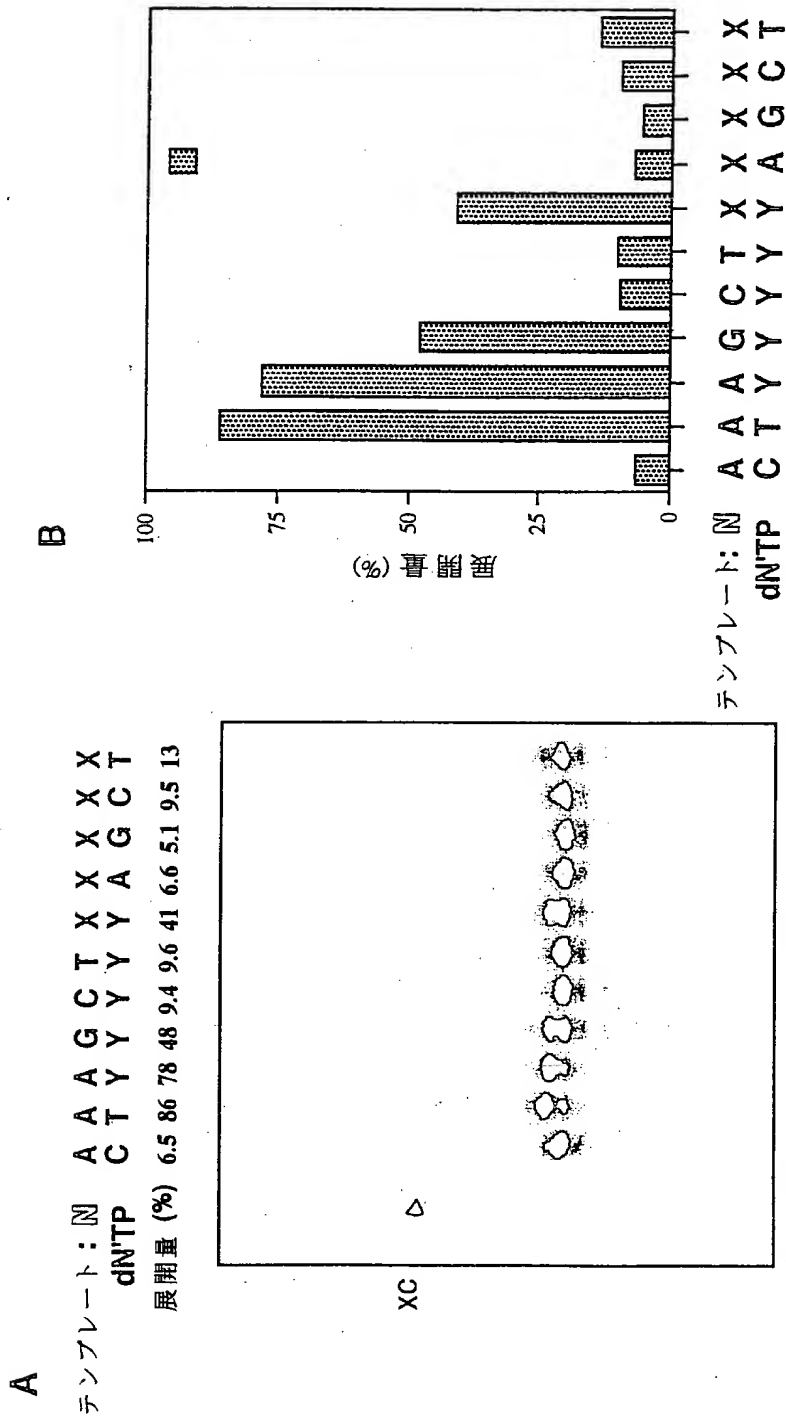 A
テンプレート: N A A A G C T X X X X X
dN'TP C T Y Y Y Y Y A G C T
展開量 (%) 6.5 86 78 48 9.4 9.6 41 6.6 5.1 9.5 13
XC
B
100
75
50
25
0
展開量 (%)
テンプレート: N A A A G C T X X X X X
dN'TP C T Y Y Y Y Y A G C T